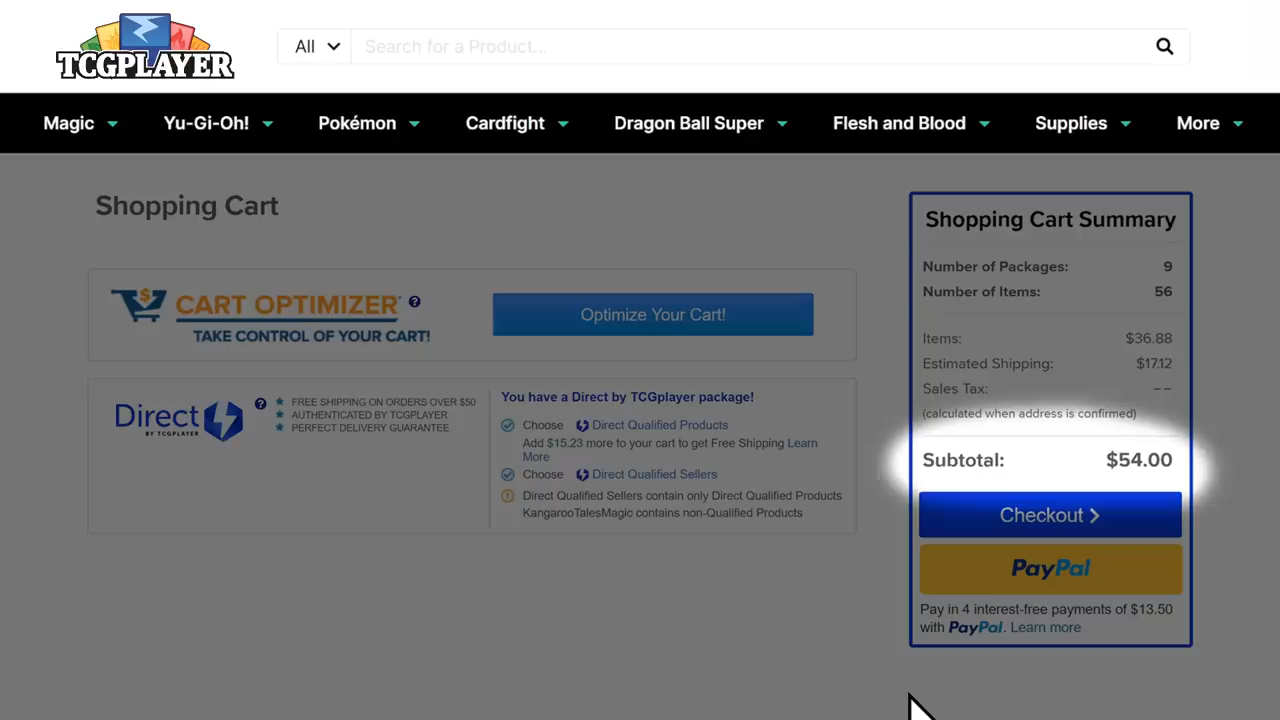 TCGPLAYER
All
Search for a Product...
Magic
Yu-Gi-Oh!
Pokémon
Cardfight
Dragon Ball Super
Flesh and Blood
Supplies
More
Shopping Cart
CART OPTIMIZER ?
TAKE CONTROL OF YOUR CART!
Optimize Your Cart!
Direct
BY TCGPLAYER
?
FREE SHIPPING ON ORDERS OVER $50
AUTHENTICATED BY TCGPLAYER
PERFECT DELIVERY GUARANTEE
You have a Direct by TCGplayer package!
Choose Direct Qualified Products
Add $15.23 more to your cart to get Free Shipping Learn
More
Choose Direct Qualified Sellers
Direct Qualified Sellers contain only Direct Qualified Products
KangarooTalesMagic contains non-Qualified Products
Shopping Cart Summary
Number of Packages: 9
Number of Items: 56
Items: $36.88
Estimated Shipping: $17.12
Sales Tax: --
(calculated when address is confirmed)
Subtotal: $54.00
Checkout
PayPal
Pay in 4 interest-free payments of $13.50
with PayPal. Learn more